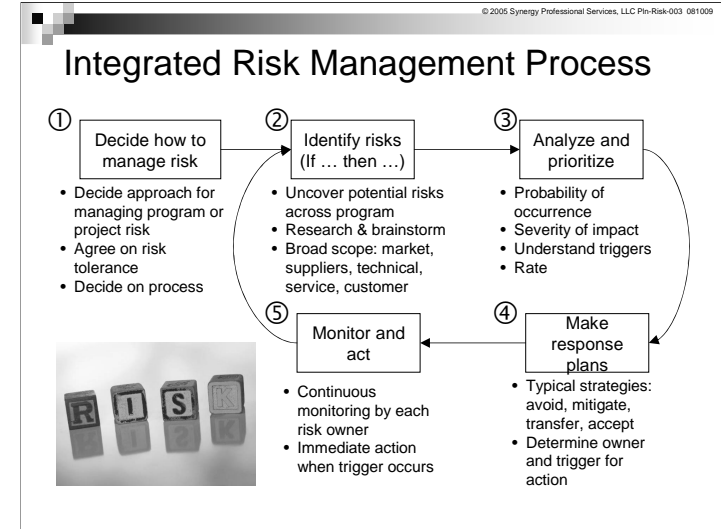 © 2005 Synergy Professional Services, LLC Pln-Risk-003 081009
Integrated Risk Management Process
①
Decide how to
manage risk
• Decide approach for
managing program or
project risk
• Agree on risk
tolerance
• Decide on process
②
Identify risks
(If … then …)
• Uncover potential risks
across program
• Research & brainstorm
• Broad scope: market,
suppliers, technical,
service, customer
③
Analyze and
prioritize
• Probability of
occurrence
• Severity of impact
• Understand triggers
• Rate
④
Make
response
plans
• Typical strategies:
avoid, mitigate,
transfer, accept
• Determine owner
and trigger for
action
⑤
Monitor and
act
• Continuous
monitoring by each
risk owner
• Immediate action
when trigger occurs
RISK